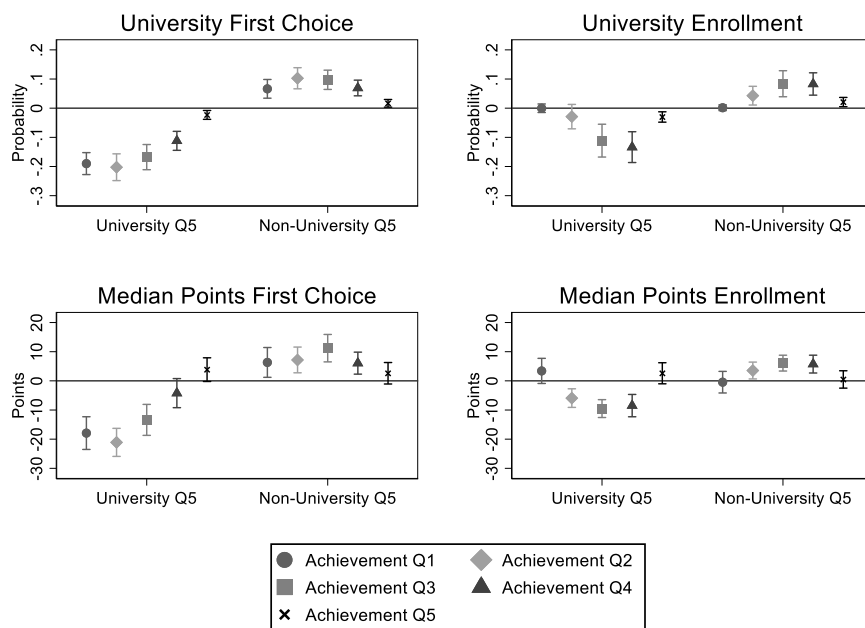 University First Choice
Probability
.2
.1
0
-.1
-.2
-.3
University Q5 Non-University Q5
University Enrollment
Probability
.2
.1
0
-.1
-.2
-.3
University Q5 Non-University Q5
Median Points First Choice
Points
20
10
0
-10
-20
-30
University Q5 Non-University Q5
Median Points Enrollment
Points
20
10
0
-10
-20
-30
University Q5 Non-University Q5
Achievement Q1 Achievement Q2
Achievement Q3 Achievement Q4
Achievement Q5